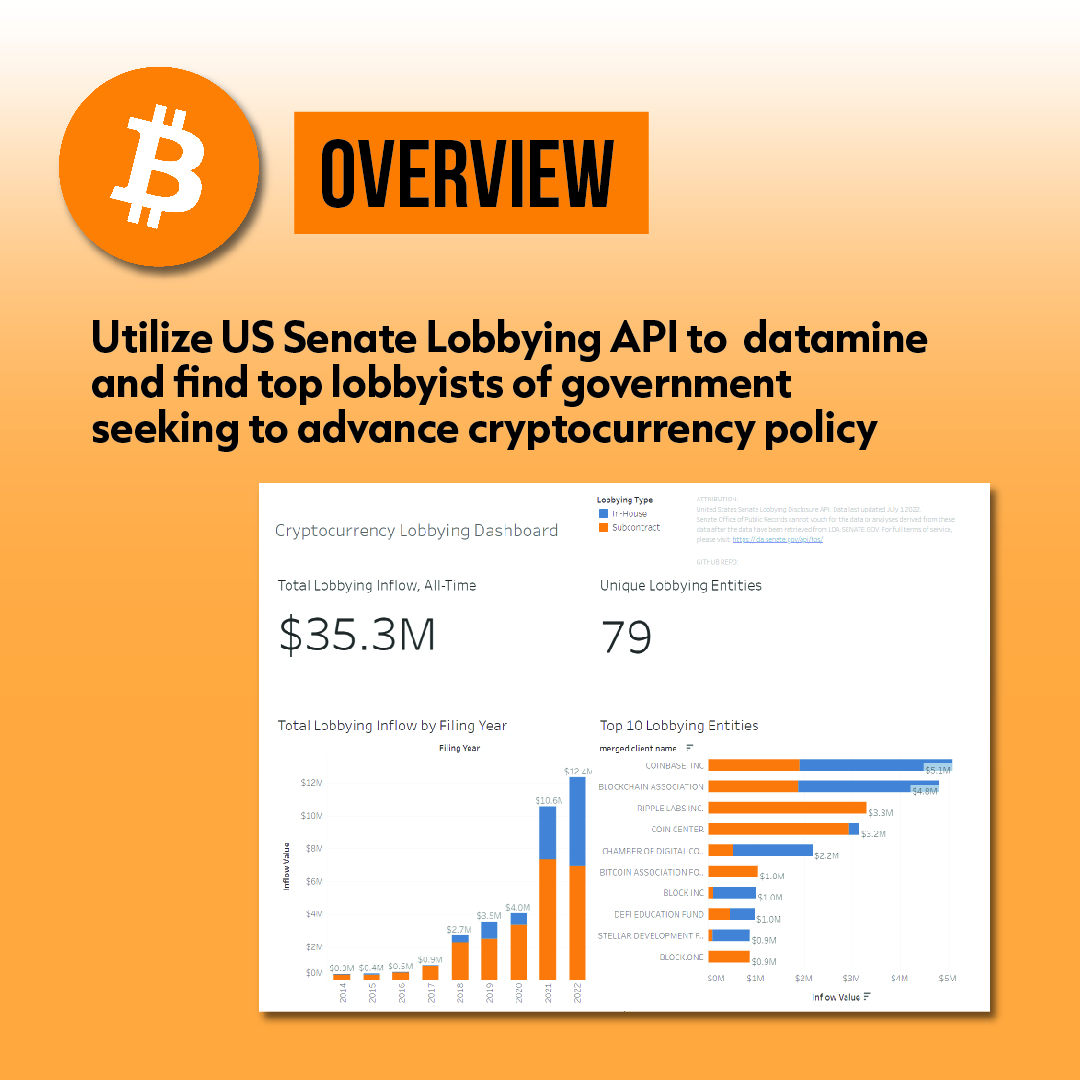 OVERVIEW
Utilize US Senate Lobbying API to datamine
and find top lobbyists of government
seeking to advance cryptocurrency policy
Cryptocurrency Lobbying Dashboard
Lobbying Type
In-House
Subcontract
ATTRIBUTION:
United States Senate Lobbying Disclosure API. Data last updated July 1 2022.
Senate Office of Public Records cannot vouch for the data or analyses derived from these
data after the data have been retrieved from LDA.SENATE.GOV. For full terms of service,
please visit: https://lda.senate.gov/api/tos/
GITHUB REPO:
Total Lobbying Inflow, All-Time
$35.3M
Unique Lobbying Entities
79
Total Lobbying Inflow by Filing Year
Filing Year
Inflow Value
$12M
$10M
$8M
$6M
$4M
$2M
$0M
$0.3M
$0.4M
$0.5M
$0.9M
$2.7M
$3.5M
$4.0M
$10.6M
$12.4M
2014
2015
2016
2017
2018
2019
2020
2021
2022
Top 10 Lobbying Entities
merged client name
COINBASE, INC $5.1M
BLOCKCHAIN ASSOCIATION $4.8M
RIPPLE LABS INC. $3.3M
COIN CENTER $3.2M
CHAMBER OF DIGITAL CO.. $2.2M
BITCOIN ASSOCIATION FO.. $1.0M
BLOCK INC $1.0M
DEFI EDUCATION FUND $1.0M
STELLAR DEVELOPMENT F.. $0.9M
BLOCK.ONE $0.9M
$0M $1M $2M $3M $4M $5M
Inflow Value